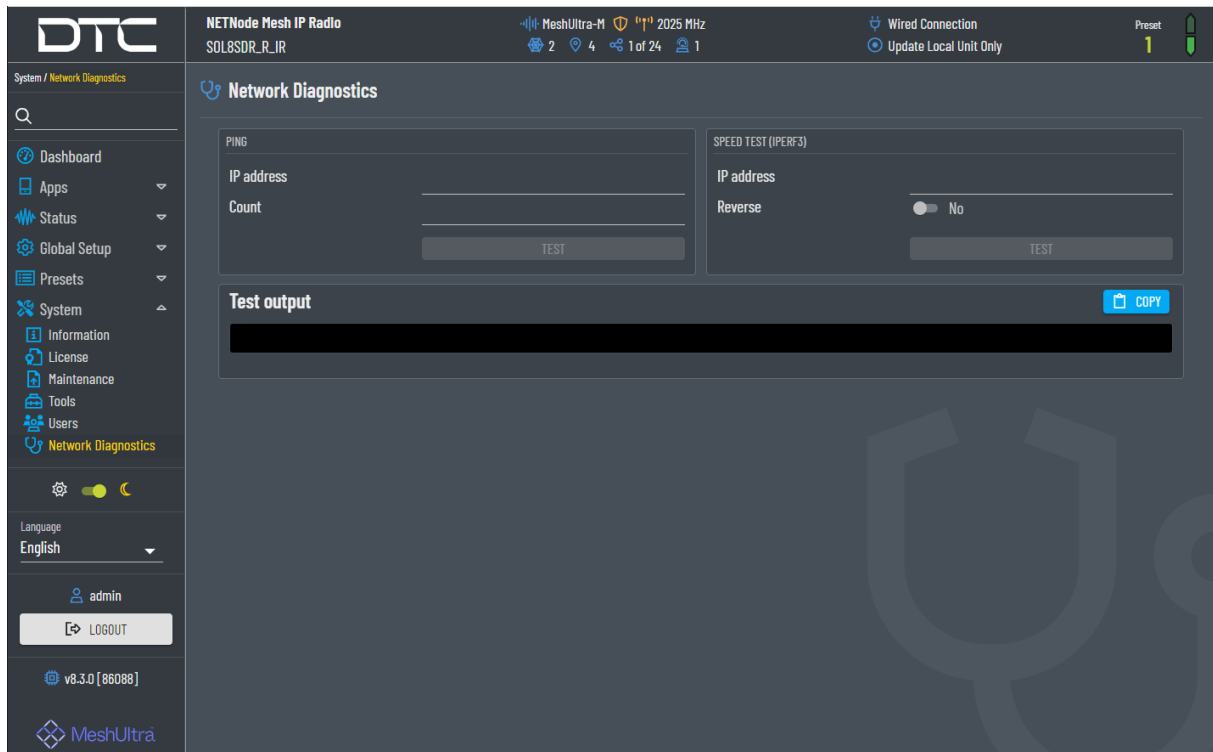 DTC
NETNode Mesh IP Radio
SOL8SDR_R_IR
MeshUltra-M 2025 MHz
2 4 1 of 24 1
Wired Connection
Update Local Unit Only
Preset
1
System / Network Diagnostics
Dashboard
Apps
Status
Global Setup
Presets
System
Information
License
Maintenance
Tools
Users
Network Diagnostics
Language
English
admin
LOGOUT
v8.3.0 [86088]
MeshUltra
Network Diagnostics
PING
IP address
Count
TEST
SPEED TEST (IPERF3)
IP address
Reverse No
TEST
Test output
COPY